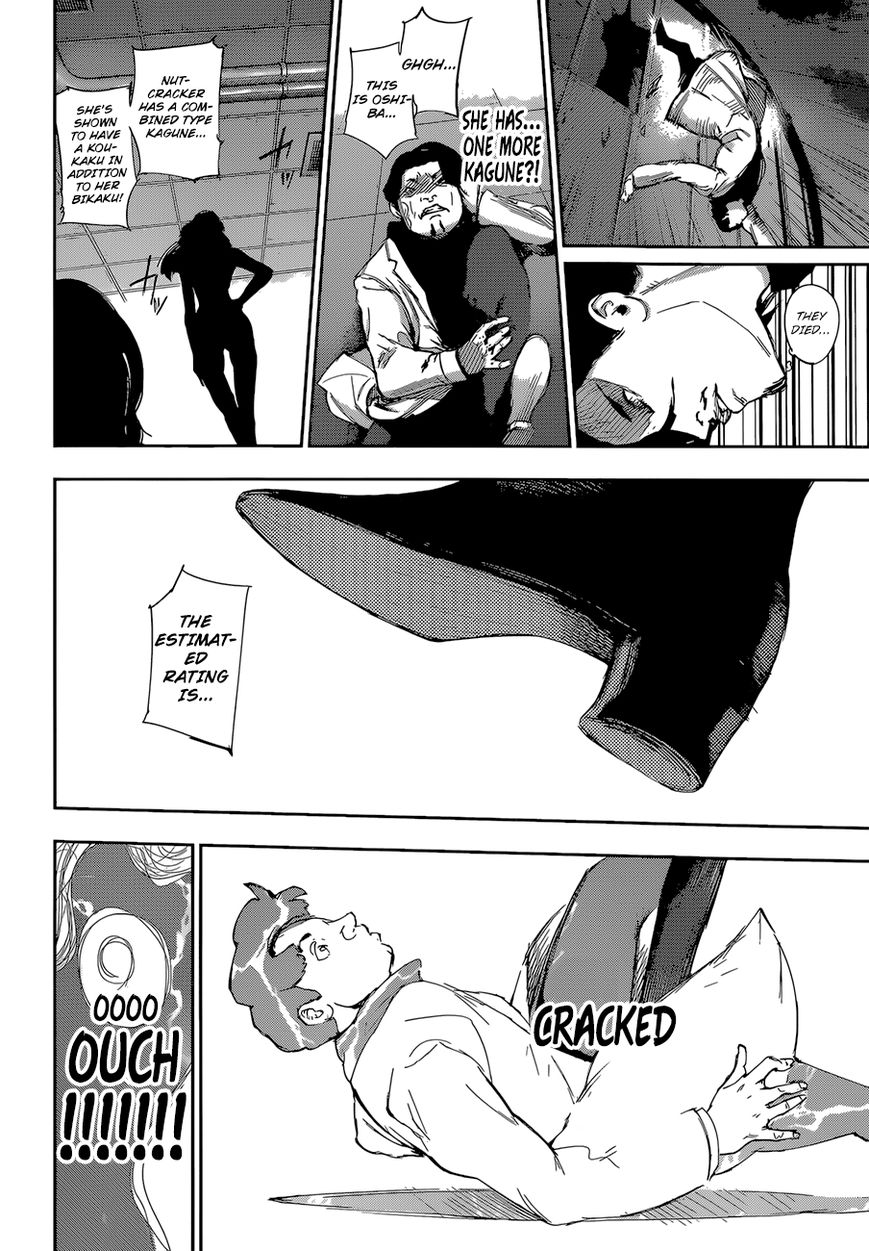 THEY
DIED...
SHE HAS...
ONE MORE
KAGUNE?!
GHGH...
THIS
IS OSHI-
BA...
NUT-
CRACKER
HAS A COM-
BINED TYPE
KAGUNE...
SHE'S
SHOWN
TO HAVE
A KOU-
KAKU IN
ADDITION
TO HER
BIKAKU!
THE
ESTIMAT-
ED
RATING
IS...
CRACKED
OOOO
OUCH
!!!!!!!